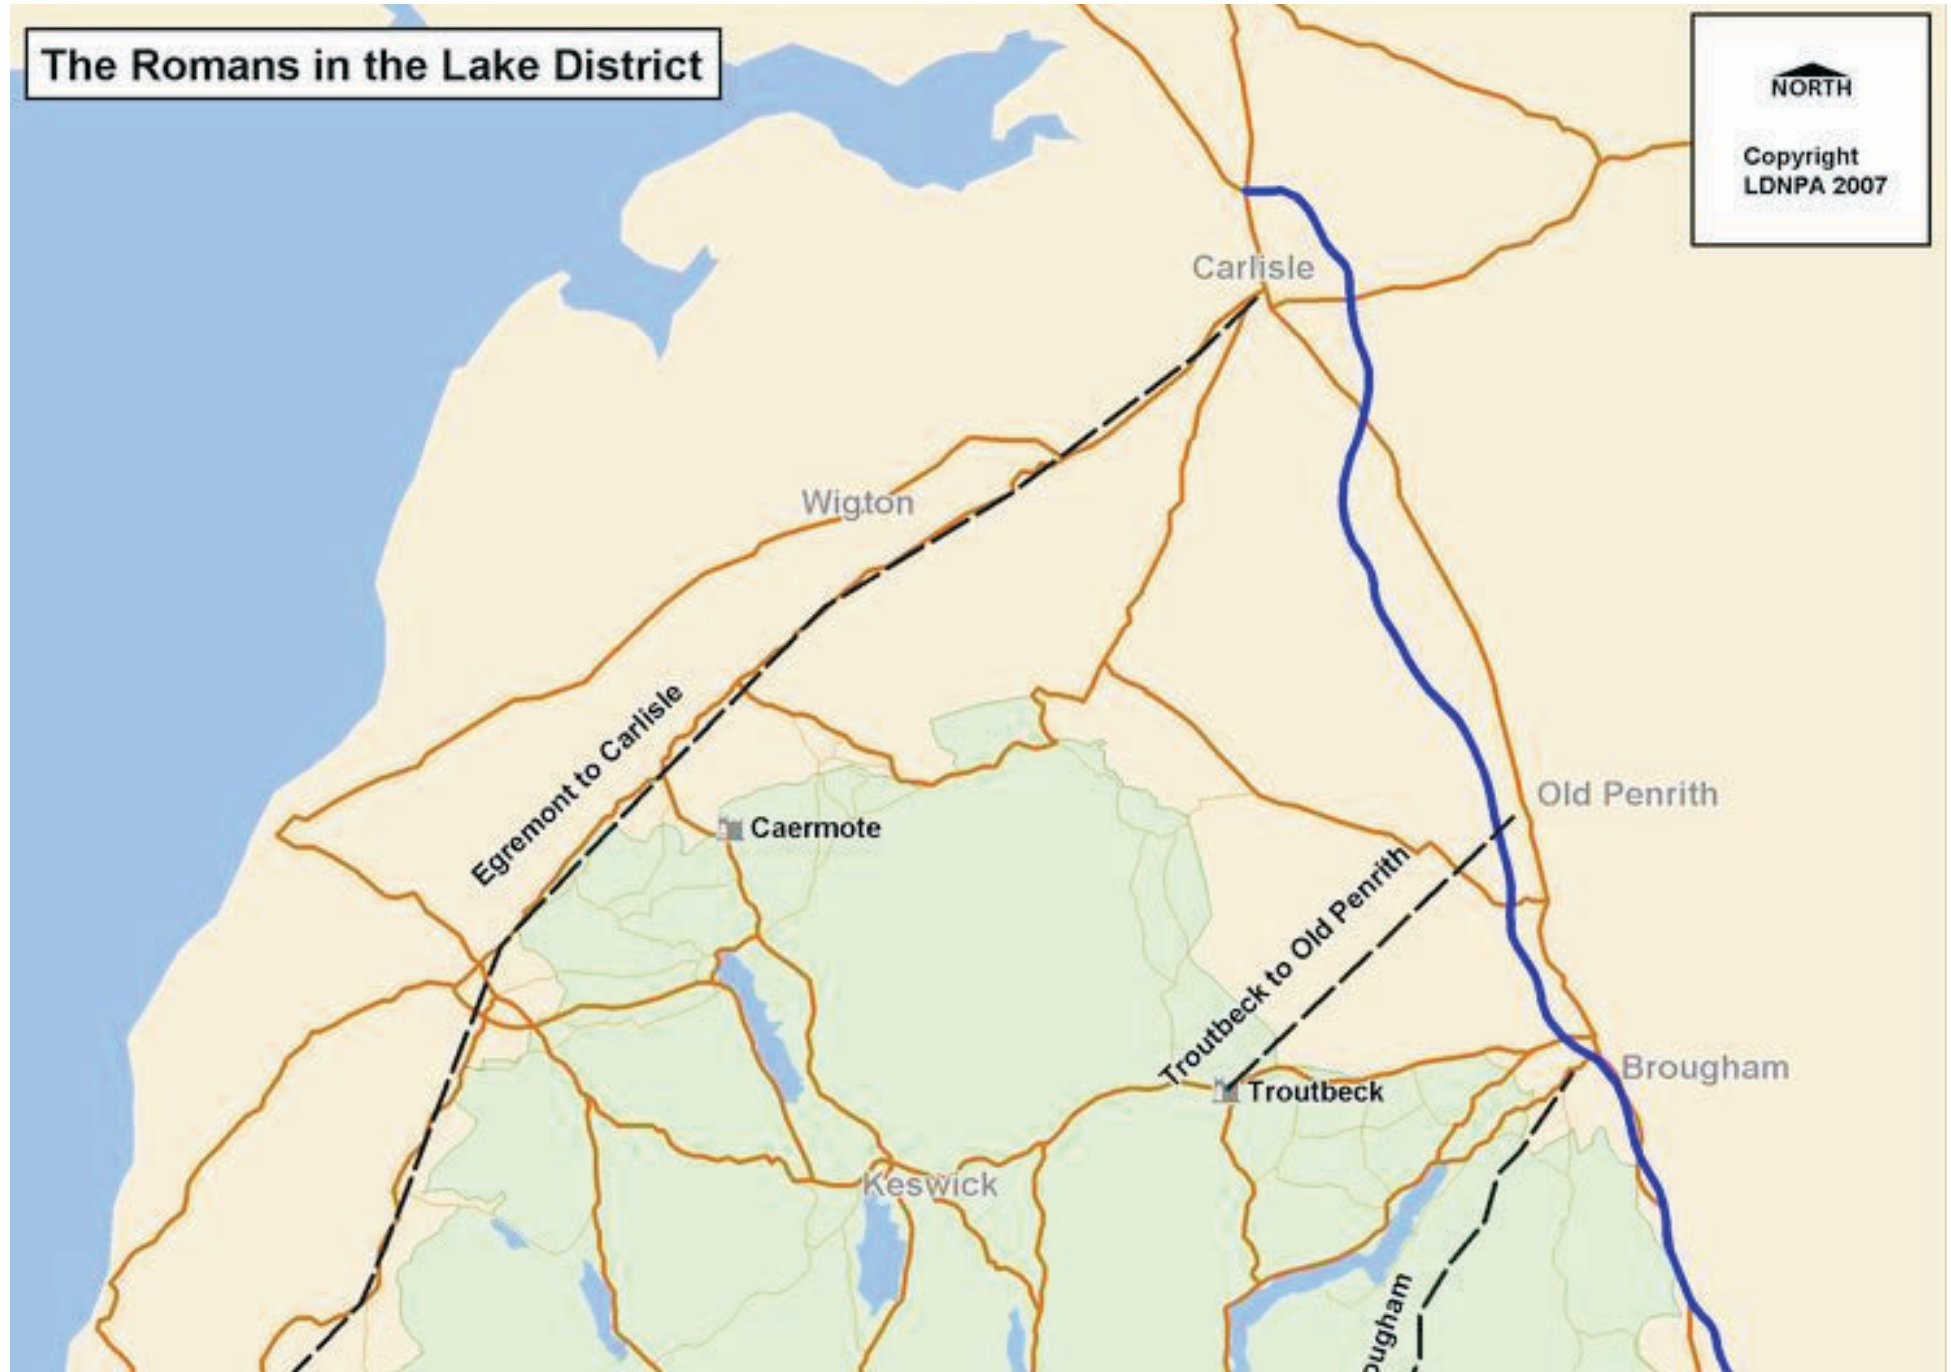 The Romans in the Lake District
NORTH
Copyright
LDNPA 2007
Carlisle
Wigton
Egremont to Carlisle
Old Penrith
Caermote
Troutbeck to Old Penrith
Brougham
Troutbeck
Keswick
ougham